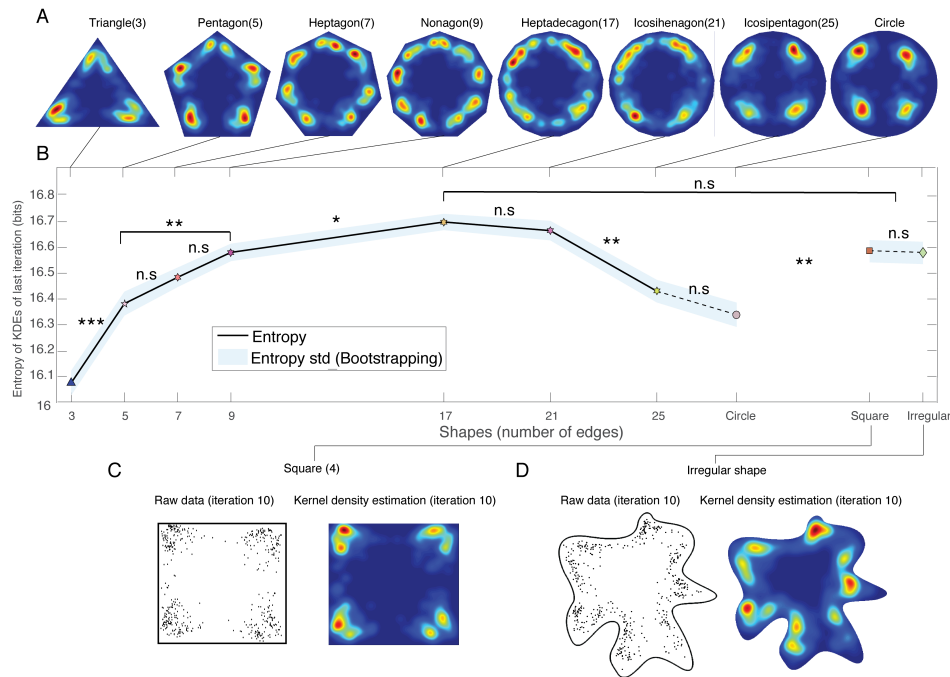 A
Triangle(3) Pentagon(5) Heptagon(7) Nonagon(9) Heptadecagon(17) Icosihenagon(21) Icosipentagon(25) Circle
B
Entropy of KDEs of last iteration (bits)
16.8
16.7
16.6
16.5
16.4
16.3
16.2
16.1
16
***
n.s
**
n.s
*
n.s
n.s
**
n.s
**
n.s
Entropy
Entropy std (Bootstrapping)
3 5 7 9 17 21 25 Circle Square Irregular
Shapes (number of edges)
C
Square (4)
Raw data (iteration 10) Kernel density estimation (iteration 10)
D
Irregular shape
Raw data (iteration 10) Kernel density estimation (iteration 10)